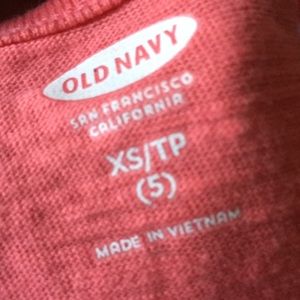 OLD NAVY
SAN FRANCISCO
CALIFORNIA
XS/TP
(5)
MADE IN VIETNAM